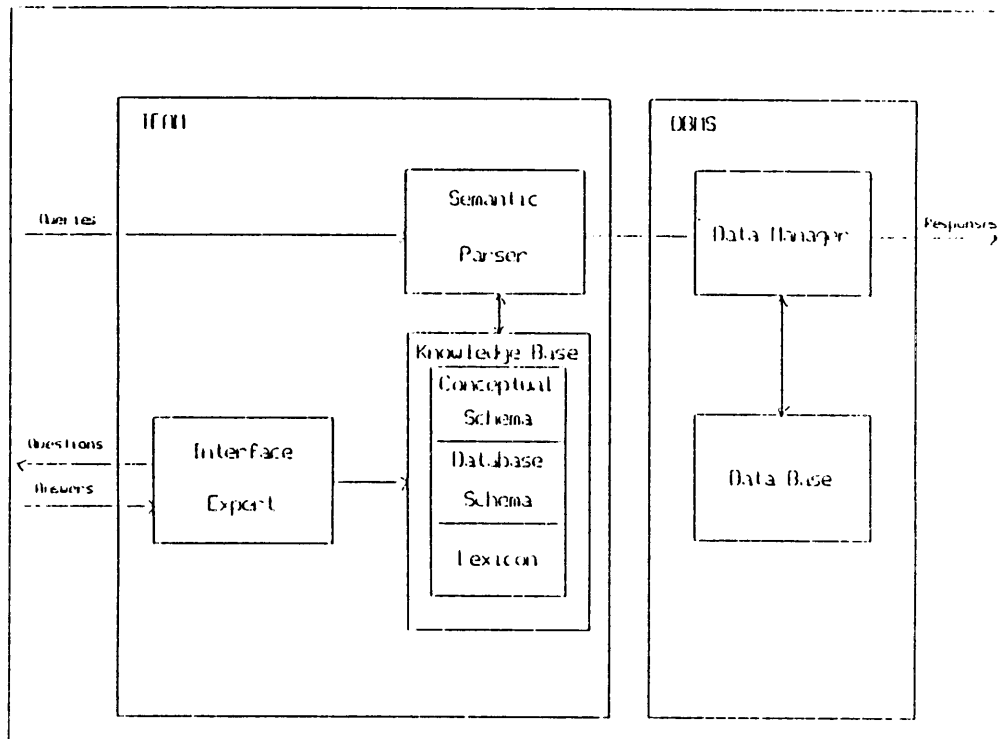 TEAM
DBMS
Semantic
Parser
Queries
Data Manager
Responses
Knowledge Base
Conceptual
Schema
Database
Schema
Lexicon
Questions
Answers
Interface
Expert
Data Base